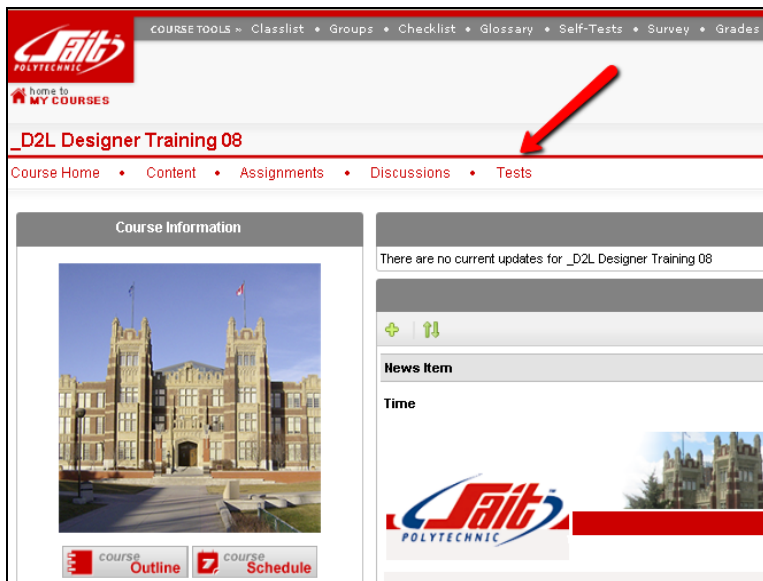 SAIT
POLYTECHNIC
COURSE TOOLS » Classlist • Groups • Checklist • Glossary • Self-Tests • Survey • Grades
home to
MY COURSES
_D2L Designer Training 08
Course Home • Content • Assignments • Discussions • Tests
Course Information
course
Outline
course
Schedule
There are no current updates for _D2L Designer Training 08
News Item
Time
SAIT
POLYTECHNIC